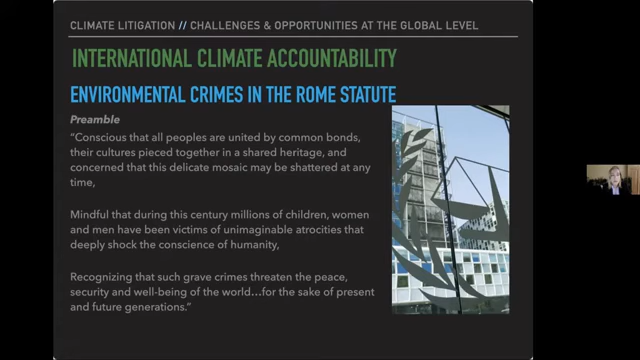 CLIMATE LITIGATION // CHALLENGES & OPPORTUNITIES AT THE GLOBAL LEVEL
INTERNATIONAL CLIMATE ACCOUNTABILITY
ENVIRONMENTAL CRIMES IN THE ROME STATUTE
Preamble
“Conscious that all peoples are united by common bonds,
their cultures pieced together in a shared heritage, and
concerned that this delicate mosaic may be shattered at any
time,
Mindful that during this century millions of children, women
and men have been victims of unimaginable atrocities that
deeply shock the conscience of humanity,
Recognizing that such grave crimes threaten the peace,
security and well-being of the world…for the sake of present
and future generations.”